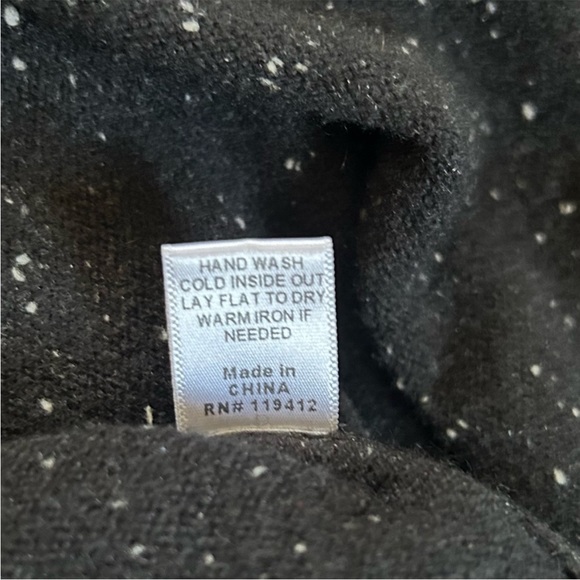 HAND WASH
COLD INSIDE OUT
LAY FLAT TO DRY
WARM IRON IF
NEEDED
Made in
CHINA
RN# 119412